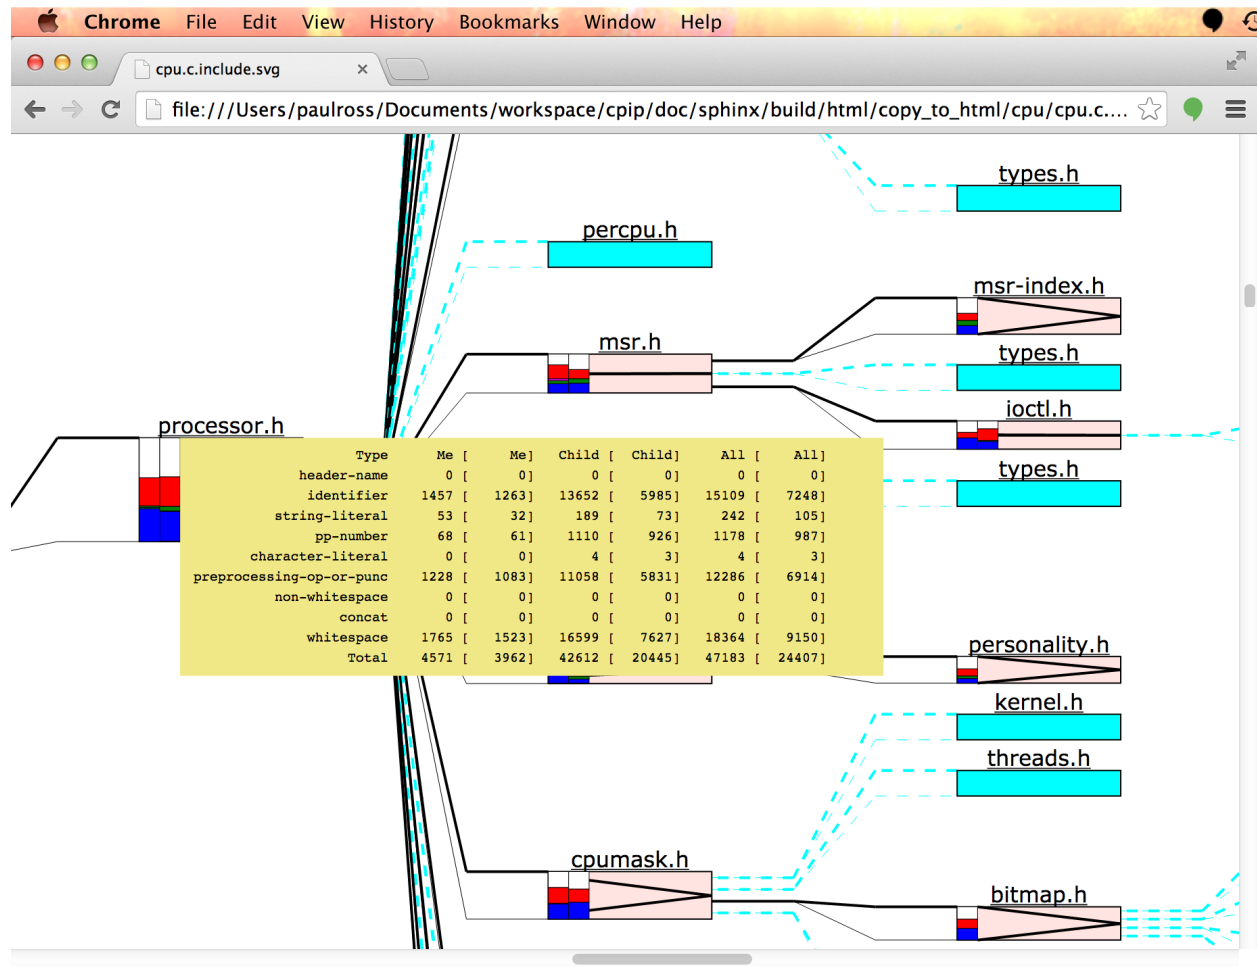 Chrome File Edit View History Bookmarks Window Help
cpu.c.include.svg ×
file:///Users/paulross/Documents/workspace/cpip/doc/sphinx/build/html/copy_to_html/cpu/cpu.c....
types.h
percpu.h
msr-index.h
msr.h
types.h
ioctl.h
processor.h
types.h
Type Me [ Me] Child [ Child] All [ All]
header-name 0 [ 0] 0 [ 0] 0 [ 0]
identifier 1457 [ 1263] 13652 [ 5985] 15109 [ 7248]
string-literal 53 [ 32] 189 [ 73] 242 [ 105]
pp-number 68 [ 61] 1110 [ 926] 1178 [ 987]
character-literal 0 [ 0] 4 [ 3] 4 [ 3]
preprocessing-op-or-punc 1228 [ 1083] 11058 [ 5831] 12286 [ 6914]
non-whitespace 0 [ 0] 0 [ 0] 0 [ 0]
concat 0 [ 0] 0 [ 0] 0 [ 0]
whitespace 1765 [ 1523] 16599 [ 7627] 18364 [ 9150]
Total 4571 [ 3962] 42612 [ 20445] 47183 [ 24407]
personality.h
kernel.h
threads.h
cpumask.h
bitmap.h